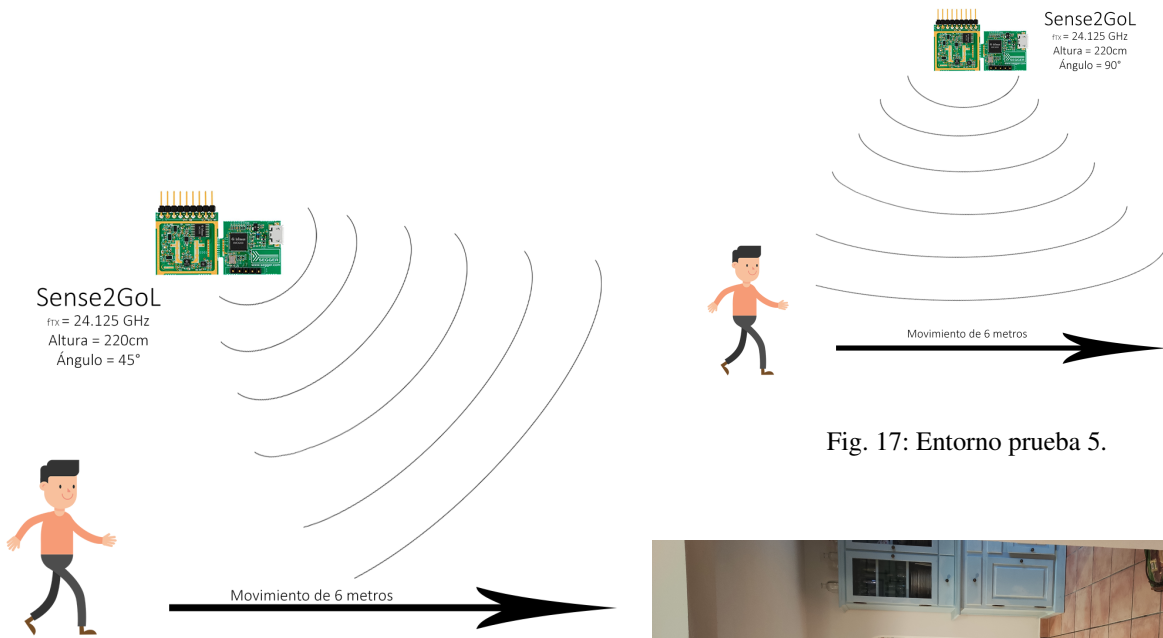 Sense2GoL
fTX = 24.125 GHz
Altura = 220cm
Ángulo = 45°
Movimiento de 6 metros
Sense2GoL
fTX = 24.125 GHz
Altura = 220cm
Ángulo = 90°
Movimiento de 6 metros
Fig. 17: Entorno prueba 5.